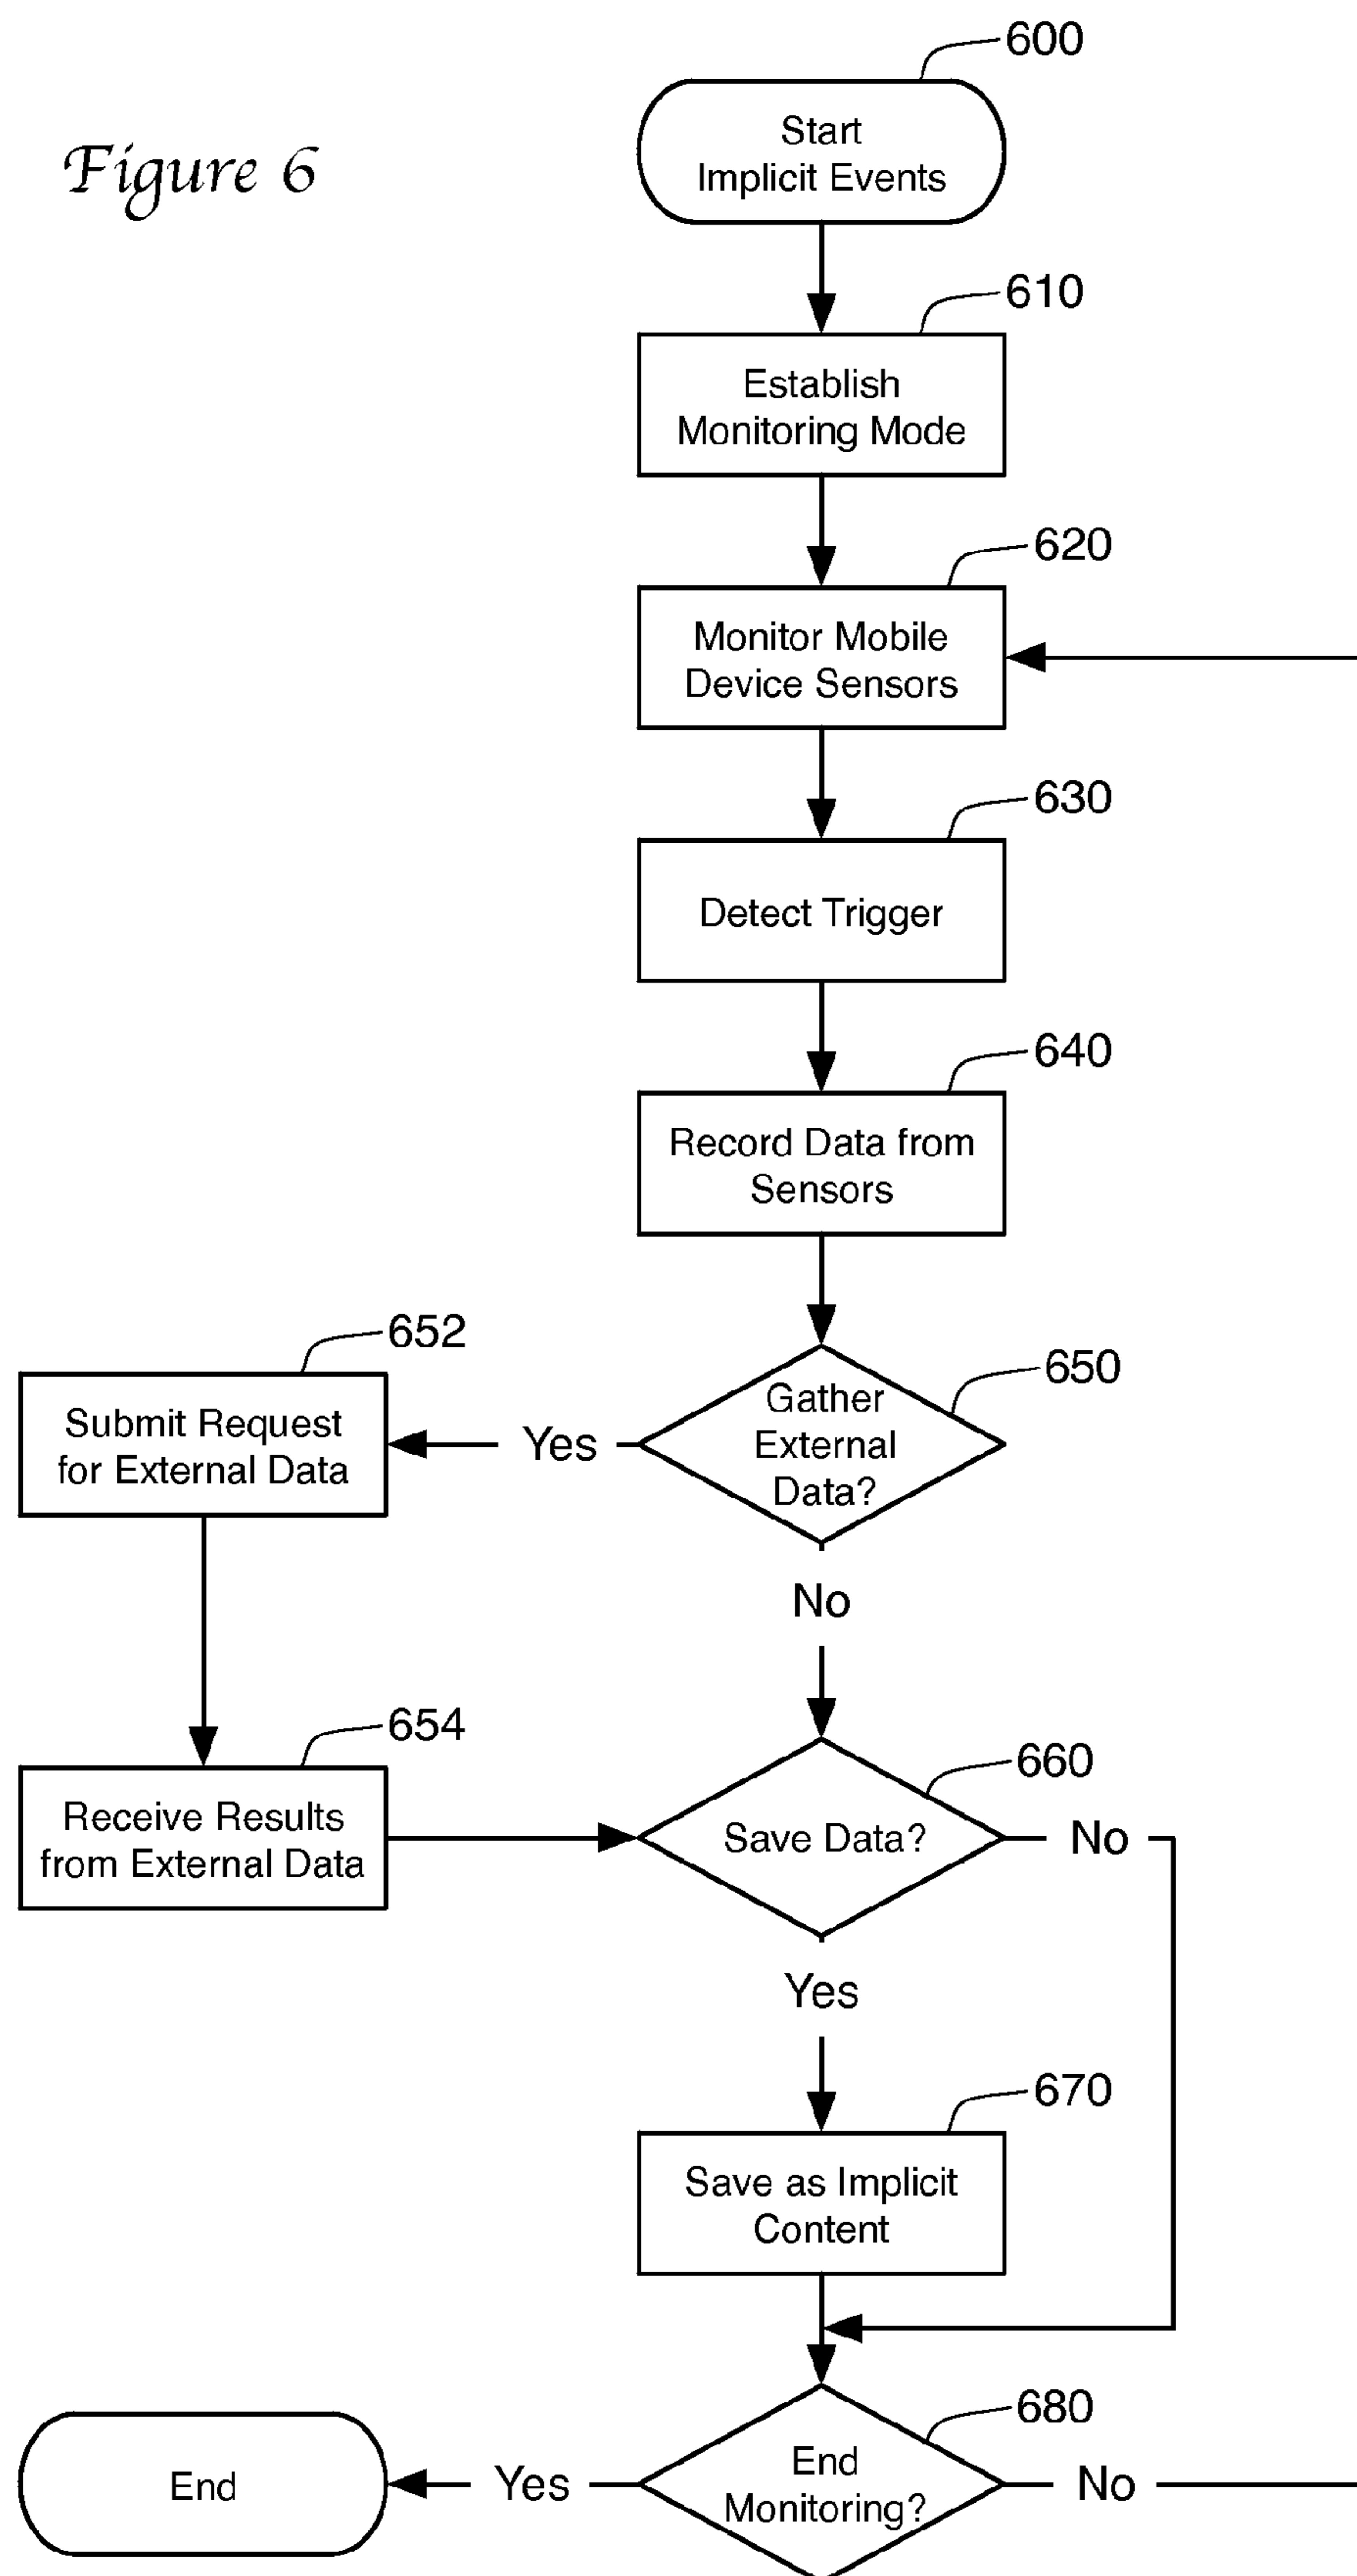 Figure 6
600
Start
Implicit Events
610
Establish
Monitoring Mode
620
Monitor Mobile
Device Sensors
630
Detect Trigger
640
Record Data from
Sensors
650
Gather
External
Data?
Yes
652
Submit Request
for External Data
No
654
Receive Results
from External Data
660
Save Data?
No
Yes
670
Save as Implicit
Content
680
End
Monitoring?
Yes
End
No